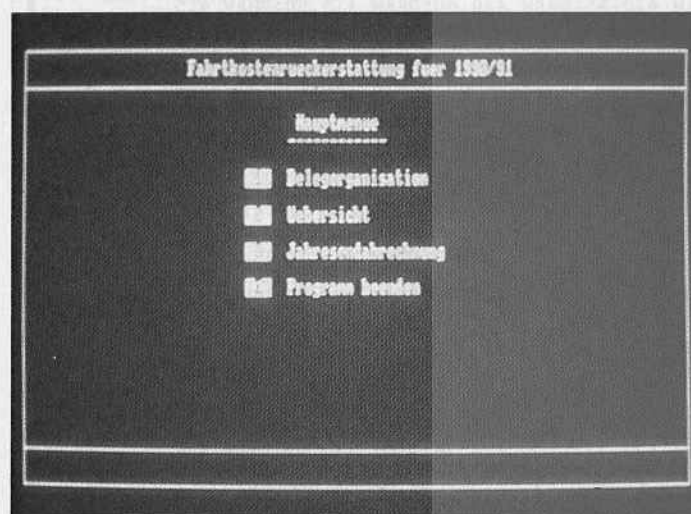 Fahrtkostenrueckerstattung fuer 1990/91
Hauptmenue
Belegorganisation
Uebersicht
Jahresendabrechnung
Programm beenden